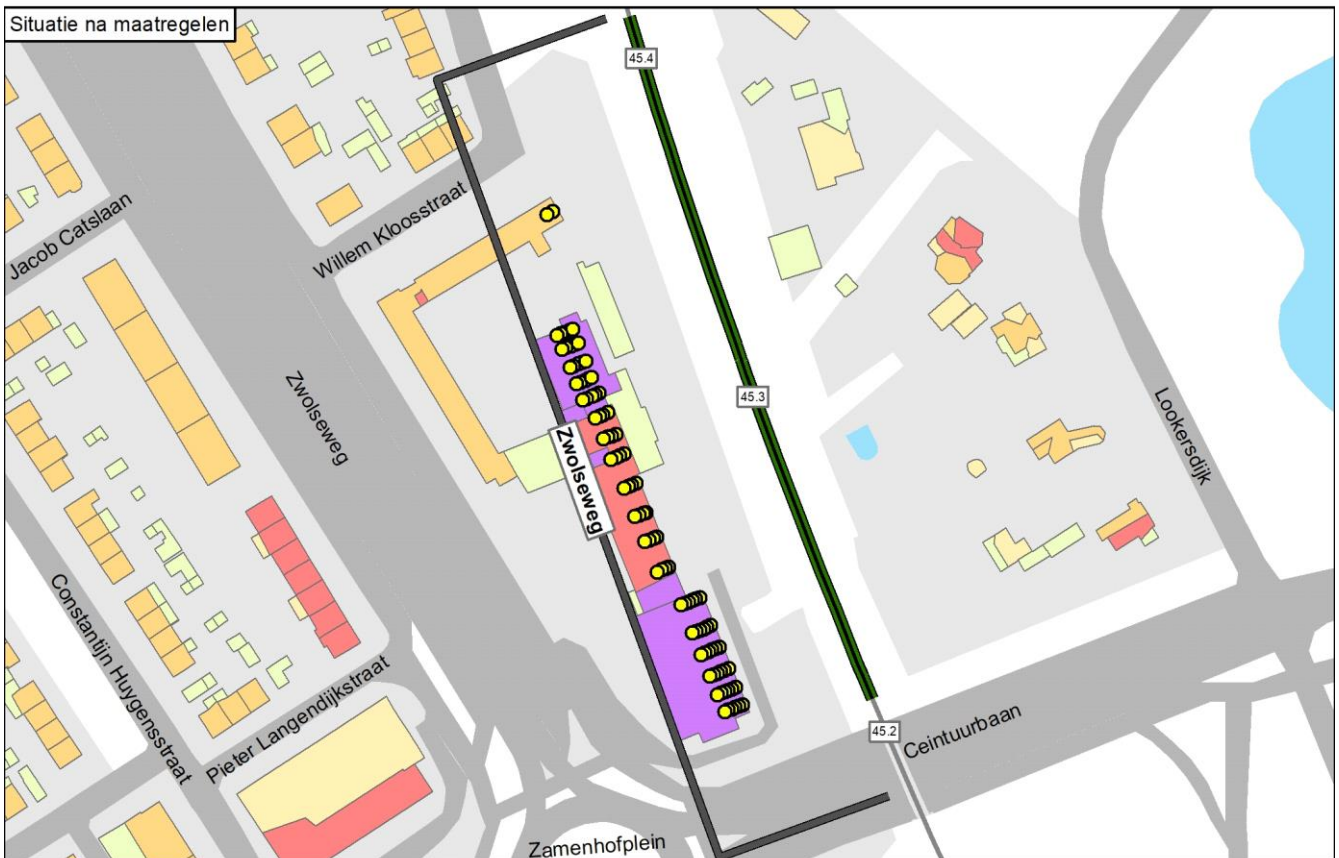 Situatie na maatregelen
45.4
Jacob Catslaan
Willem Kloosstraat
Zwolseweg
45.3
Lookersdijk
Zwolseweg
Constantijn Huygensstraat
Pieter Langendijkstraat
45.2
Ceintuurbaan
Zamenhofplein